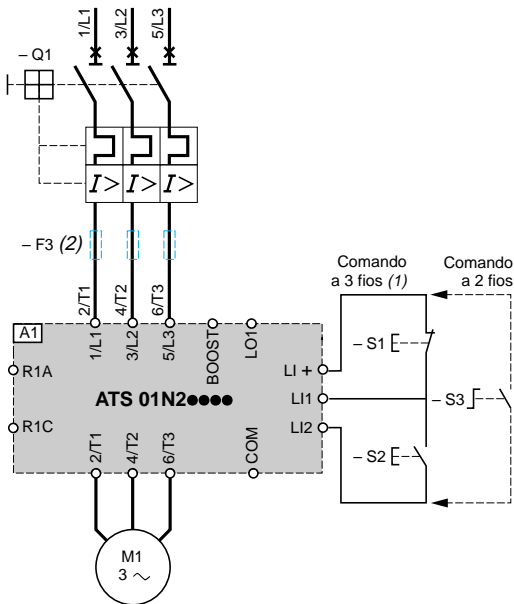 1/L1 3/L2 5/L3
– Q1
I > I > I >
– F3 (2)
2/T1 4/T2 6/T3
Comando
a 3 fios (1)
Comando
a 2 fios
A1
1/L1 3/L2 5/L3 BOOST LO1
– S1
R1A
LI +
ATS 01N2●●●●
LI1
– S3
R1C
LI2
– S2
2/T1 4/T2 6/T3 COM
M1
3 ~